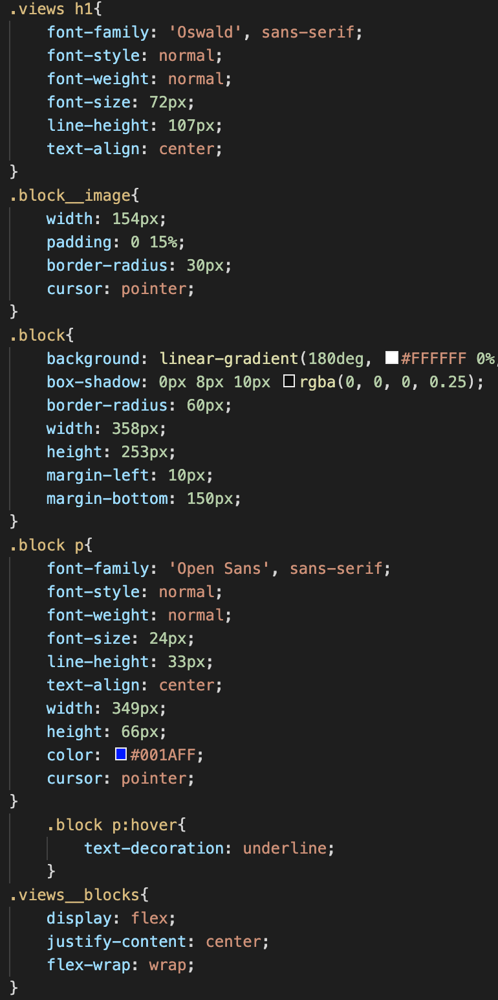 .views h1{
    font-family: 'Oswald', sans-serif;
    font-style: normal;
    font-weight: normal;
    font-size: 72px;
    line-height: 107px;
    text-align: center;
}
.block__image{
    width: 154px;
    padding: 0 15%;
    border-radius: 30px;
    cursor: pointer;
}
.block{
    background: linear-gradient(180deg, #FFFFFF 0%,
    box-shadow: 0px 8px 10px rgba(0, 0, 0, 0.25);
    border-radius: 60px;
    width: 358px;
    height: 253px;
    margin-left: 10px;
    margin-bottom: 150px;
}
.block p{
    font-family: 'Open Sans', sans-serif;
    font-style: normal;
    font-weight: normal;
    font-size: 24px;
    line-height: 33px;
    text-align: center;
    width: 349px;
    height: 66px;
    color: #001AFF;
    cursor: pointer;
}
    .block p:hover{
        text-decoration: underline;
    }
.views__blocks{
    display: flex;
    justify-content: center;
    flex-wrap: wrap;
}